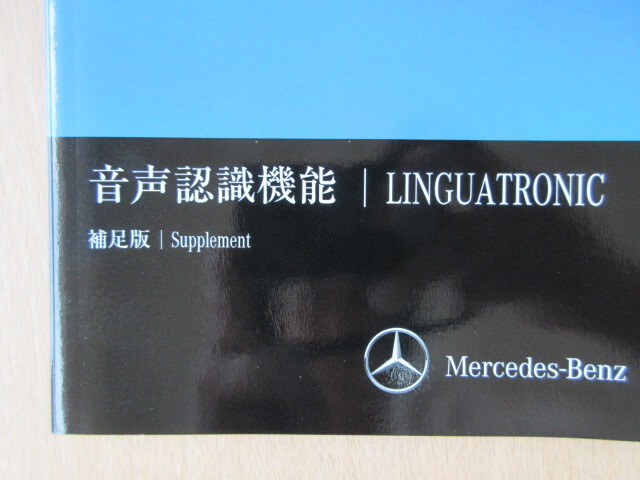 音声認識機能 | LINGUATRONIC
補足版 | Supplement
Mercedes-Benz